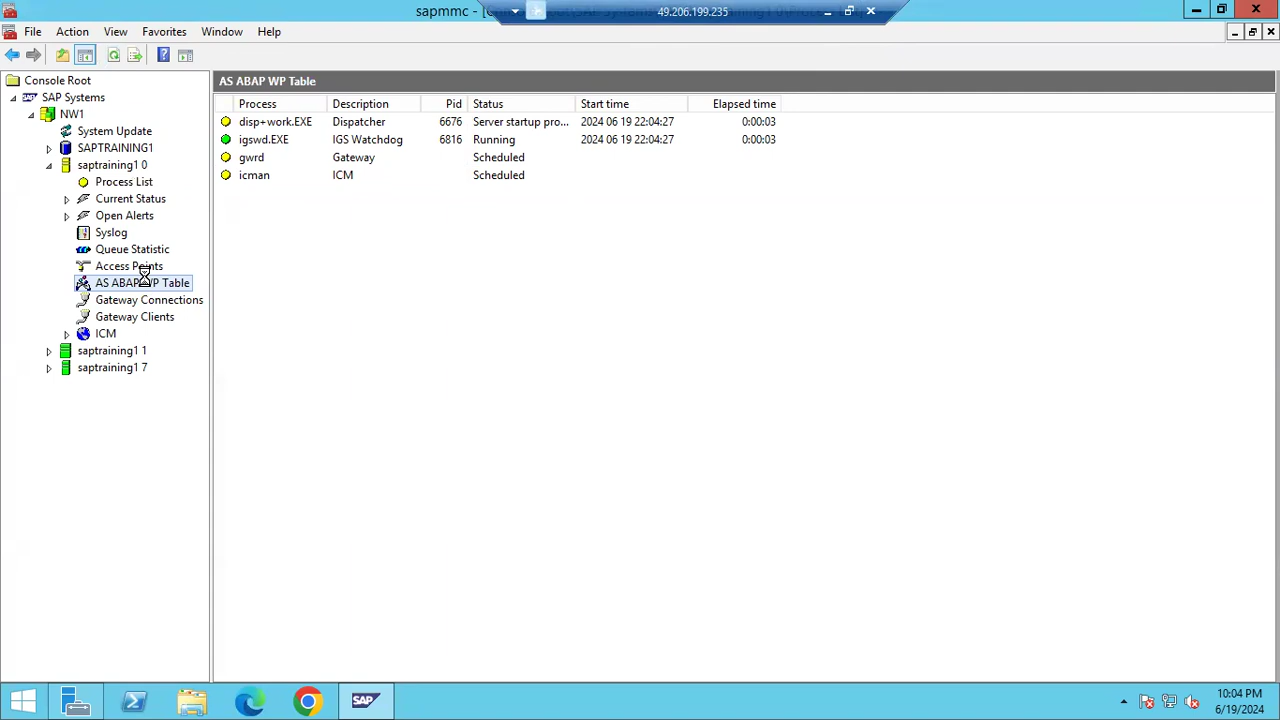 sapmmc - [
49.206.199.235
File Action View Favorites Window Help
Console Root
SAP Systems
NW1
System Update
SAPTRAINING1
saptraining1 0
Process List
Current Status
Open Alerts
Syslog
Queue Statistic
Access Points
AS ABAP WP Table
Gateway Connections
Gateway Clients
ICM
saptraining1 1
saptraining1 7
AS ABAP WP Table
Process Description Pid Status Start time Elapsed time
disp+work.EXE Dispatcher 6676 Server startup pro... 2024 06 19 22:04:27 0:00:03
igswd.EXE IGS Watchdog 6816 Running 2024 06 19 22:04:27 0:00:03
gwrd Gateway Scheduled
icman ICM Scheduled
SAP
10:04 PM
6/19/2024